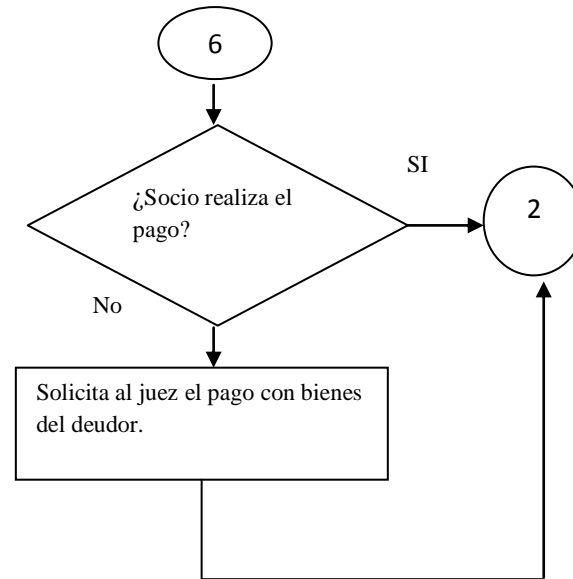 6
¿Socio realiza el
pago?
SI
2
No
Solicita al juez el pago con bienes
del deudor.